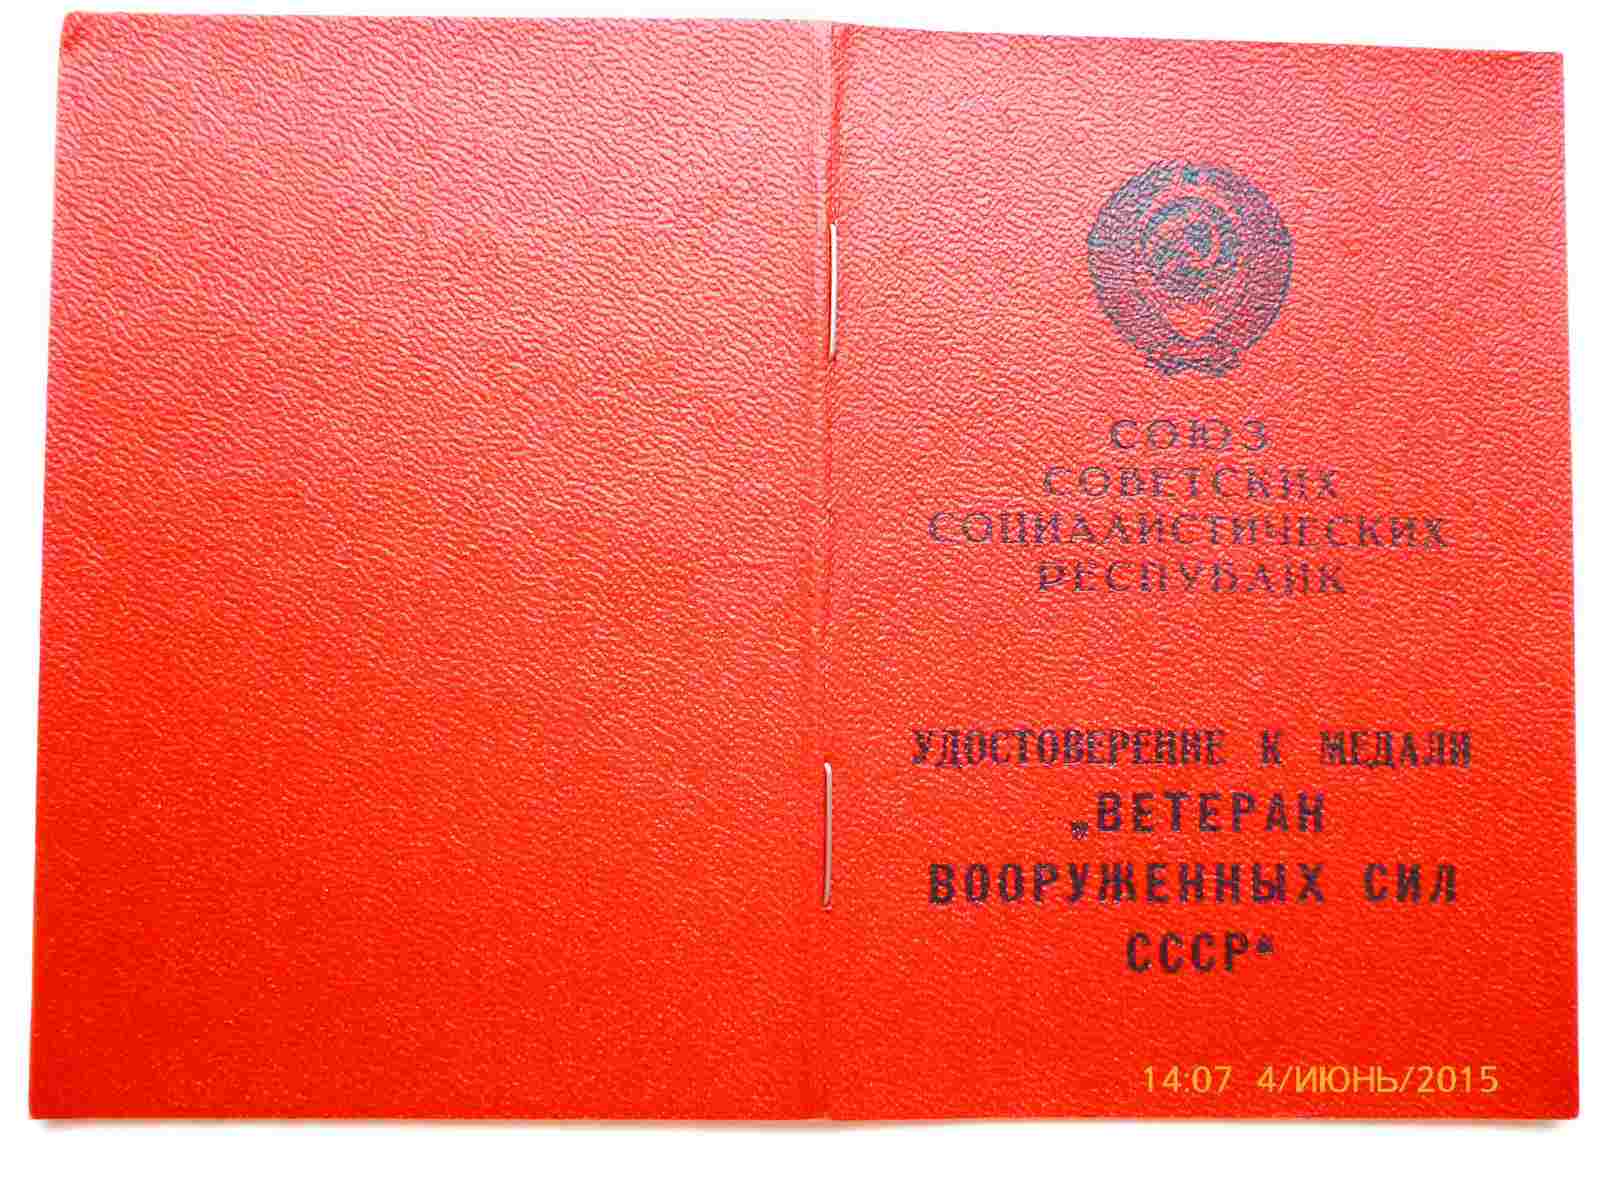 СОЮЗ
СОВЕТСКИХ
СОЦИАЛИСТИЧЕСКИХ
РЕСПУБЛИК
УДОСТОВЕРЕНИЕ К МЕДАЛИ
„ВЕТЕРАН
ВООРУЖЕННЫХ СИЛ
СССР“
14:07 4/ИЮНЬ/2015